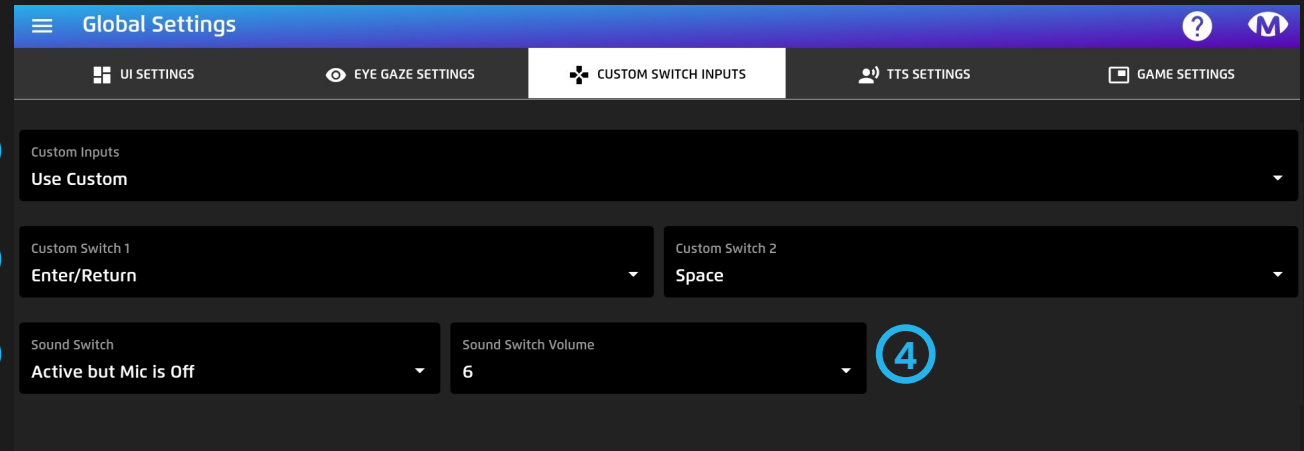 Global Settings
?
M
UI SETTINGS
EYE GAZE SETTINGS
CUSTOM SWITCH INPUTS
TTS SETTINGS
GAME SETTINGS
Custom Inputs
Use Custom
Custom Switch 1
Enter/Return
Custom Switch 2
Space
Sound Switch
Active but Mic is Off
Sound Switch Volume
6
4